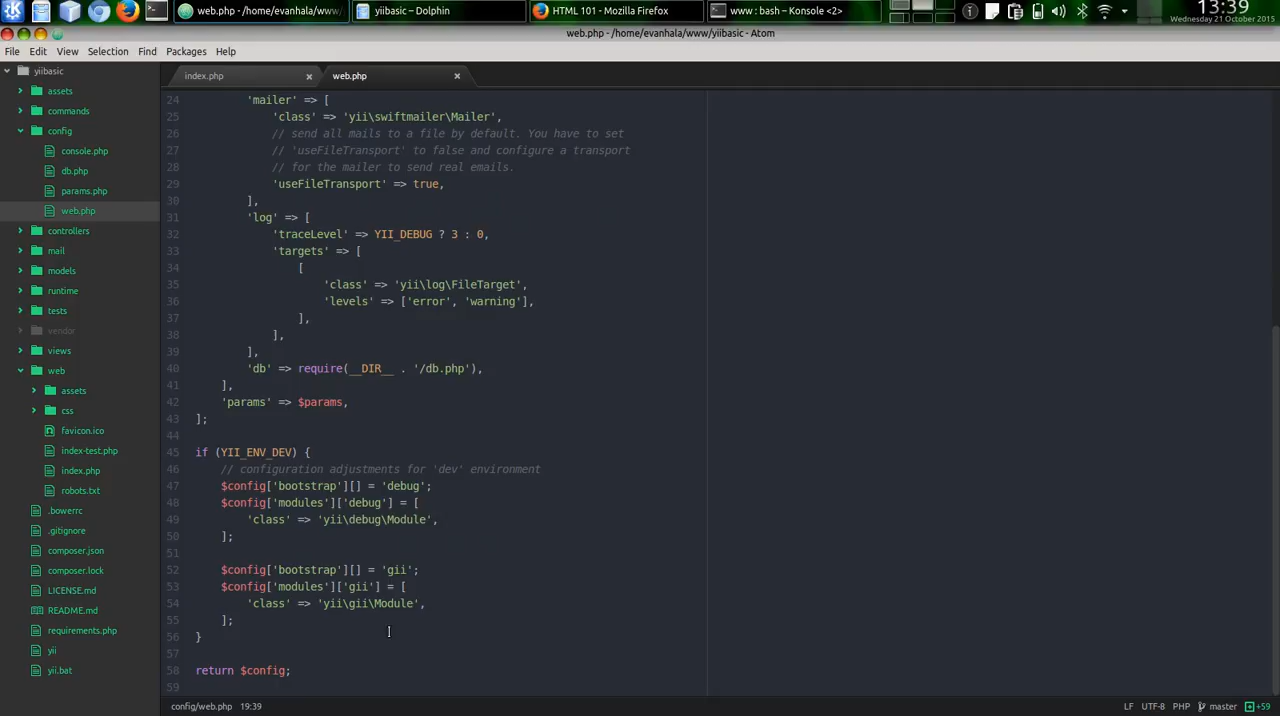 web.php - /home/evanhala/www/
yiibasic – Dolphin
HTML 101 - Mozilla Firefox
www : bash – Konsole <2>
13:39
Wednesday 21 October 2015
web.php - /home/evanhala/www/yiibasic - Atom
File Edit View Selection Find Packages Help
yiibasic
assets
commands
config
console.php
db.php
params.php
web.php
controllers
mail
models
runtime
tests
vendor
views
web
assets
css
favicon.ico
index-test.php
index.php
robots.txt
.bowerrc
.gitignore
composer.json
composer.lock
LICENSE.md
README.md
requirements.php
yii
yii.bat
index.php
web.php
24 'mailer' => [
25 'class' => 'yii\swiftmailer\Mailer',
26 // send all mails to a file by default. You have to set
27 // 'useFileTransport' to false and configure a transport
28 // for the mailer to send real emails.
29 'useFileTransport' => true,
30 ],
31 'log' => [
32 'traceLevel' => YII_DEBUG ? 3 : 0,
33 'targets' => [
34 [
35 'class' => 'yii\log\FileTarget',
36 'levels' => ['error', 'warning'],
37 ],
38 ],
39 ],
40 'db' => require(__DIR__ . '/db.php'),
41 ],
42 'params' => $params,
43 ];
44
45 if (YII_ENV_DEV) {
46 // configuration adjustments for 'dev' environment
47 $config['bootstrap'][] = 'debug';
48 $config['modules']['debug'] = [
49 'class' => 'yii\debug\Module',
50 ];
51
52 $config['bootstrap'][] = 'gii';
53 $config['modules']['gii'] = [
54 'class' => 'yii\gii\Module',
55 ];
56 }
57
58 return $config;
59
config/web.php 19:39
LF UTF-8 PHP master +59